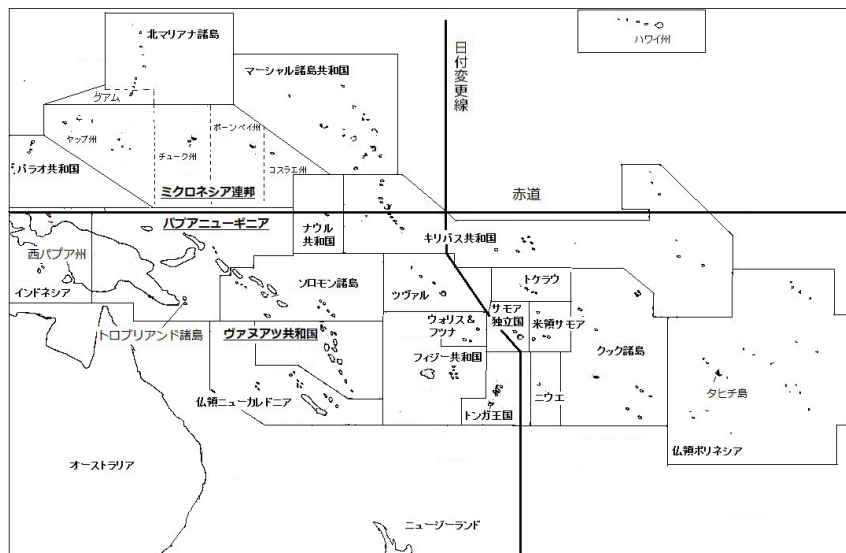 北マリアナ諸島
ハワイ州
日付変更線
マーシャル諸島共和国
グアム
ヤップ州
チューク州
ポーンペイ州
コスラエ州
パラオ共和国
ミクロネシア連邦
赤道
パプアニューギニア
ナウル
共和国
キリバス共和国
西パプア州
インドネシア
ソロモン諸島
ツヴァル
トケラウ
トロブリアンド諸島
ヴァヌアツ共和国
ウォリス&
フツナ
サモア
独立国
米領サモア
フィジー共和国
クック諸島
仏領ニューカルドニア
トンガ王国
ニウエ
タヒチ島
仏領ポリネシア
オーストラリア
ニュージーランド